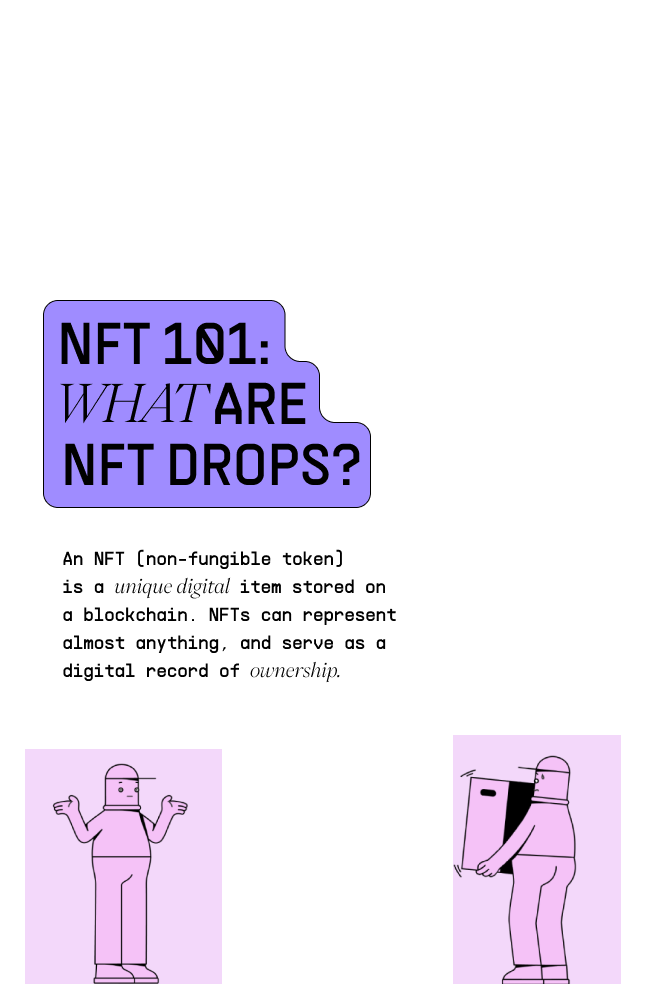 NFT 101:
WHAT ARE
NFT DROPS?
An NFT (non-fungible token)
is a unique digital item stored on
a blockchain. NFTs can represent
almost anything, and serve as a
digital record of ownership.